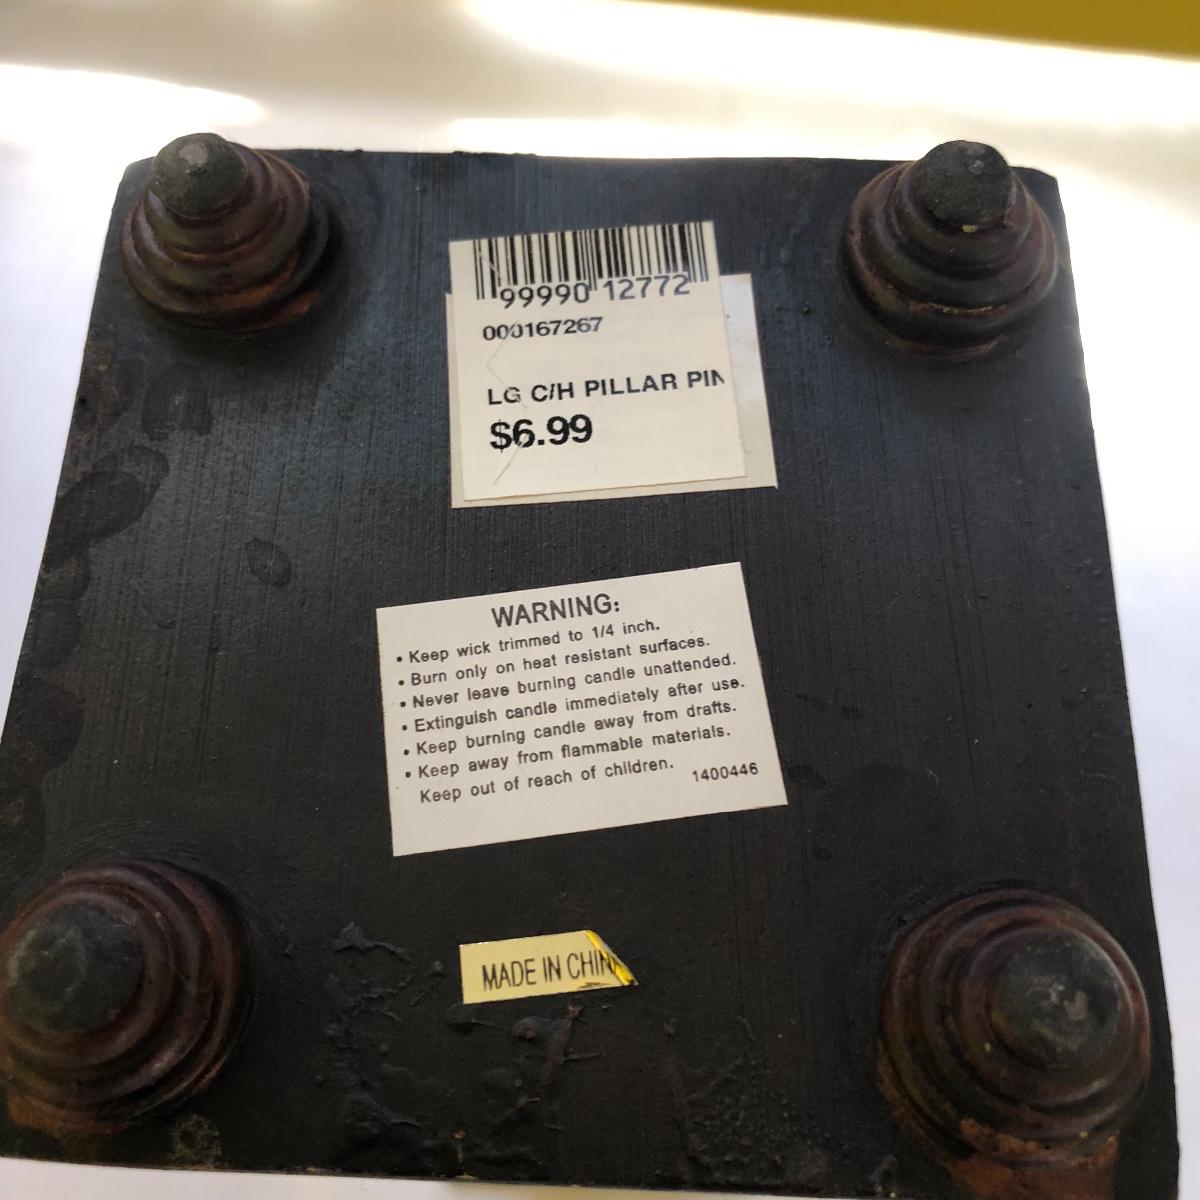 99990 12772
000167267
LG C/H PILLAR PIN
$6.99
WARNING:
• Keep wick trimmed to 1/4 inch.
• Burn only on heat resistant surfaces.
• Never leave burning candle unattended.
• Extinguish candle immediately after use.
• Keep burning candle away from drafts.
• Keep away from flammable materials.
Keep out of reach of children.
1400446
MADE IN CHINA